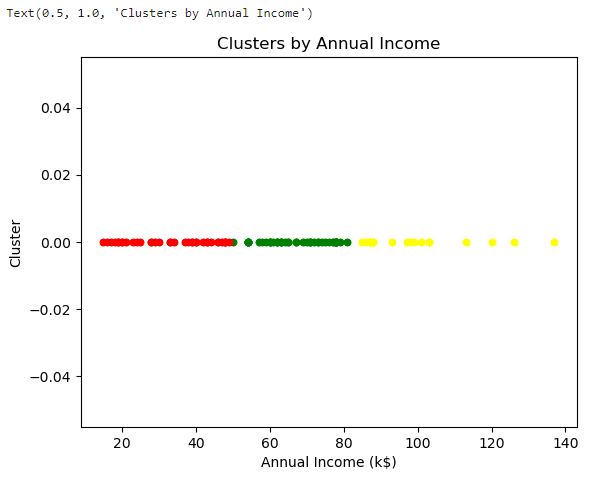 Text(0.5, 1.0, 'Clusters by Annual Income')
Clusters by Annual Income
0.04
0.02
0.00
−0.02
−0.04
Cluster
20 40 60 80 100 120 140
Annual Income (k$)